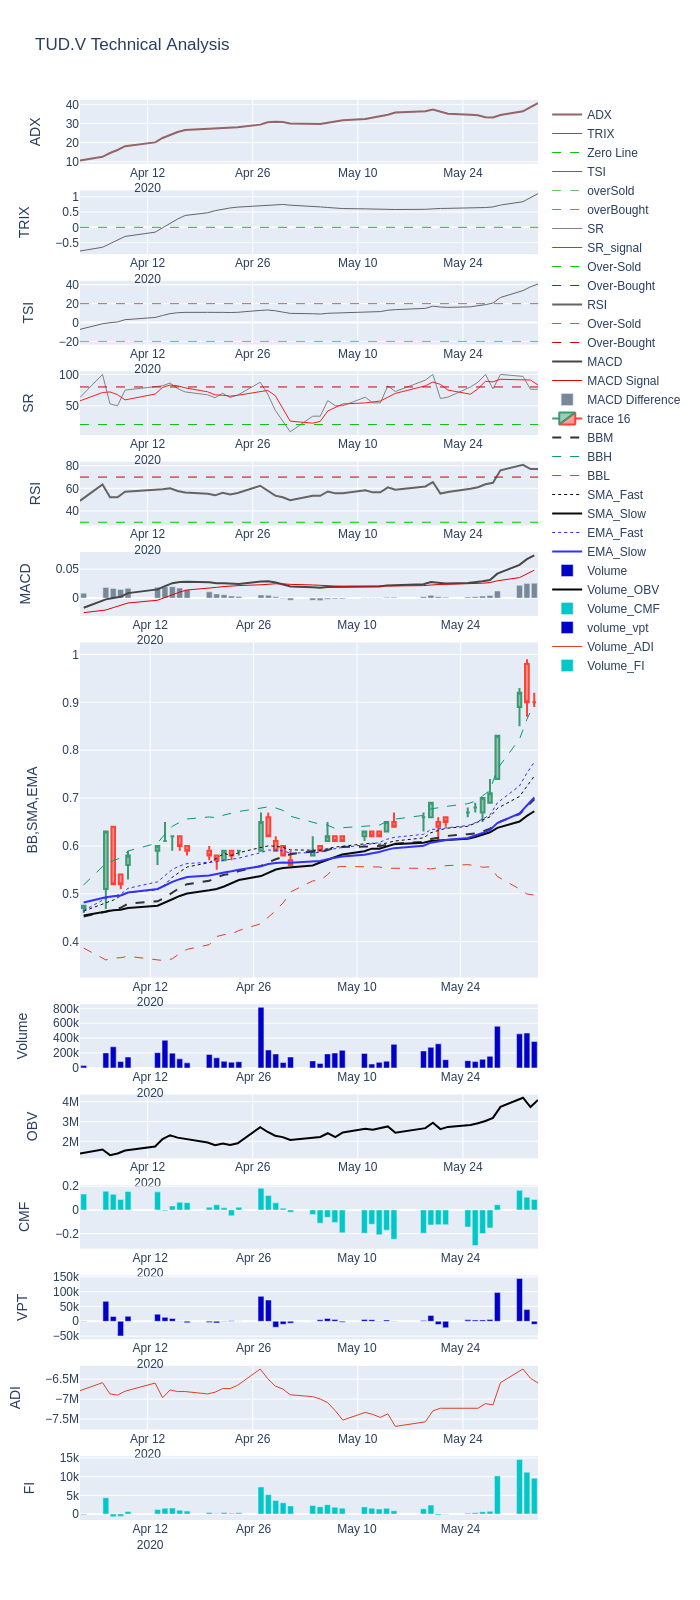 TUD.V Technical Analysis
ADX
40
30
20
10
Apr 12
2020
Apr 26
May 10
May 24
TRIX
1
0.5
0
−0.5
Apr 12
2020
Apr 26
May 10
May 24
TSI
40
20
0
−20
Apr 12
2020
Apr 26
May 10
May 24
SR
100
50
Apr 12
2020
Apr 26
May 10
May 24
RSI
80
60
40
Apr 12
2020
Apr 26
May 10
May 24
MACD
0.05
0
Apr 12
2020
Apr 26
May 10
May 24
BB,SMA,EMA
1
0.9
0.8
0.7
0.6
0.5
0.4
Apr 12
2020
Apr 26
May 10
May 24
Volume
800k
600k
400k
200k
0
Apr 12
2020
Apr 26
May 10
May 24
OBV
4M
3M
2M
Apr 12
2020
Apr 26
May 10
May 24
CMF
0.2
0
−0.2
Apr 12
2020
Apr 26
May 10
May 24
VPT
150k
100k
50k
0
−50k
Apr 12
2020
Apr 26
May 10
May 24
ADI
−6.5M
−7M
−7.5M
Apr 12
2020
Apr 26
May 10
May 24
FI
15k
10k
5k
0
Apr 12
2020
Apr 26
May 10
May 24
ADX
TRIX
Zero Line
TSI
overSold
overBought
SR
SR_signal
Over-Sold
Over-Bought
RSI
Over-Sold
Over-Bought
MACD
MACD Signal
MACD Difference
trace 16
BBM
BBH
BBL
SMA_Fast
SMA_Slow
EMA_Fast
EMA_Slow
Volume
Volume_OBV
Volume_CMF
volume_vpt
Volume_ADI
Volume_FI